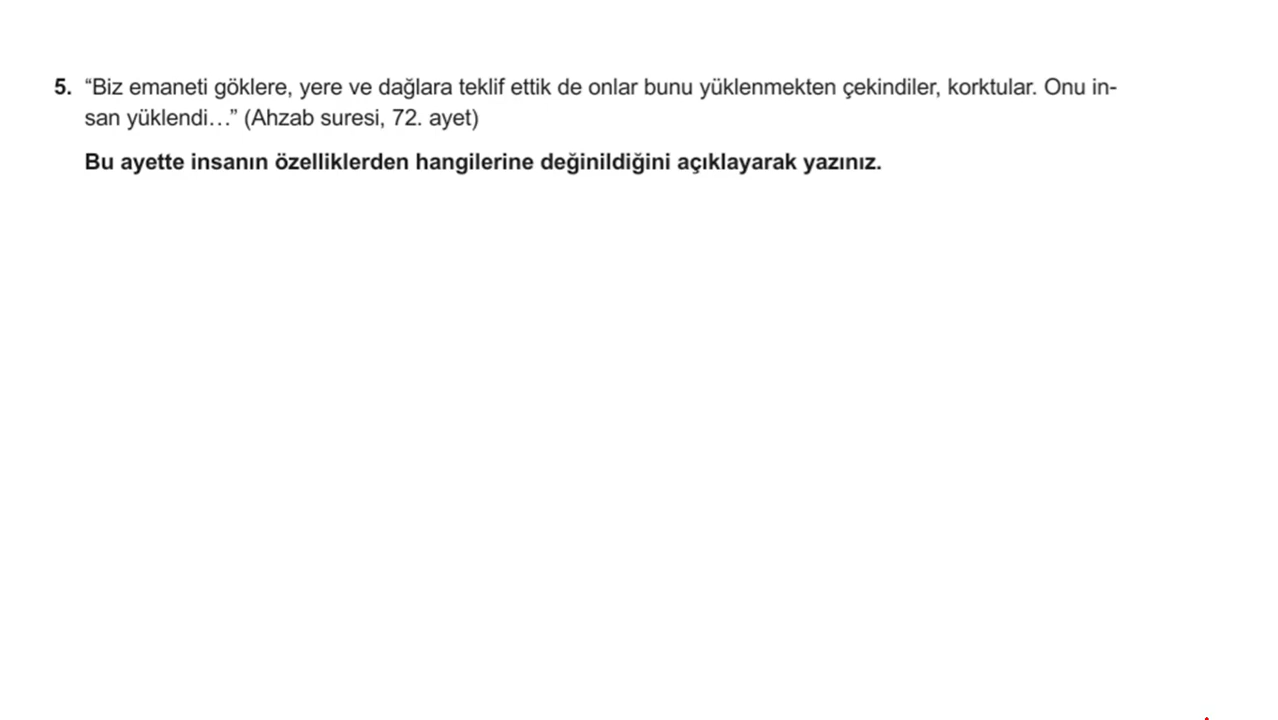 5. “Biz emaneti göklere, yere ve dağlara teklif ettik de onlar bunu yüklenmekten çekindiler, korktular. Onu in-
san yüklendi…” (Ahzab suresi, 72. ayet)
Bu ayette insanın özelliklerden hangilerine değinildiğini açıklayarak yazınız.